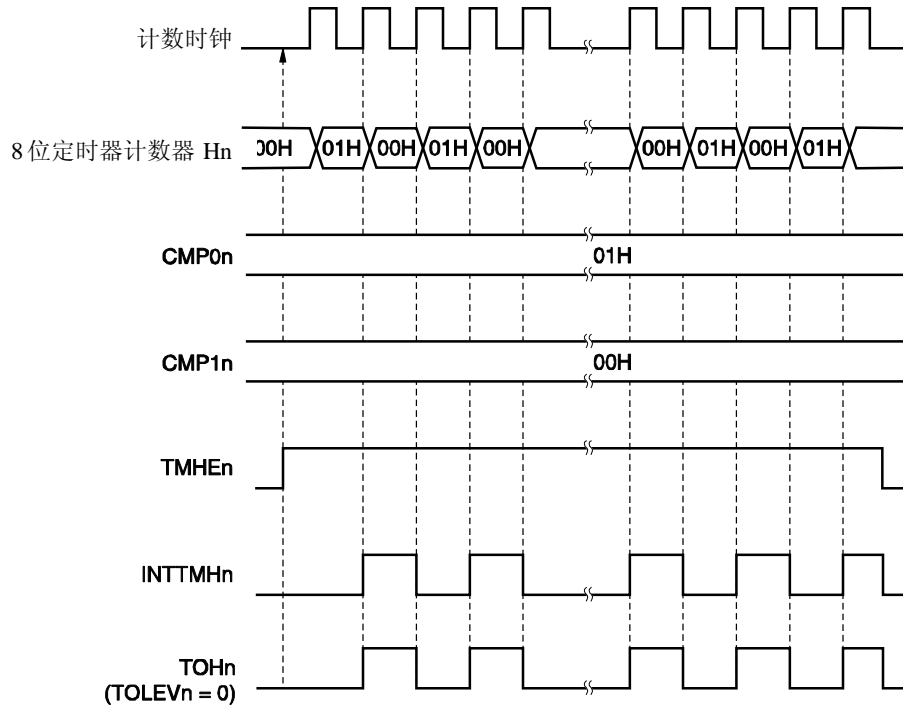 计数时钟
8位定时器计数器 Hn
00H 01H 00H 01H 00H 00H 01H 00H 01H
CMP0n
01H
CMP1n
00H
TMHEn
INTTMHn
TOHn
(TOLEVn = 0)